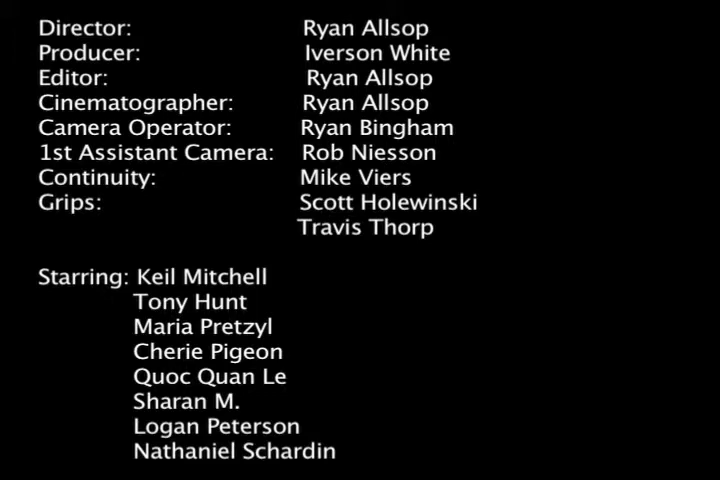 Director: Ryan Allsop
Producer: Iverson White
Editor: Ryan Allsop
Cinematographer: Ryan Allsop
Camera Operator: Ryan Bingham
1st Assistant Camera: Rob Niesson
Continuity: Mike Viers
Grips: Scott Holewinski
Travis Thorp
Starring: Keil Mitchell
Tony Hunt
Maria Pretzyl
Cherie Pigeon
Quoc Quan Le
Sharan M.
Logan Peterson
Nathaniel Schardin